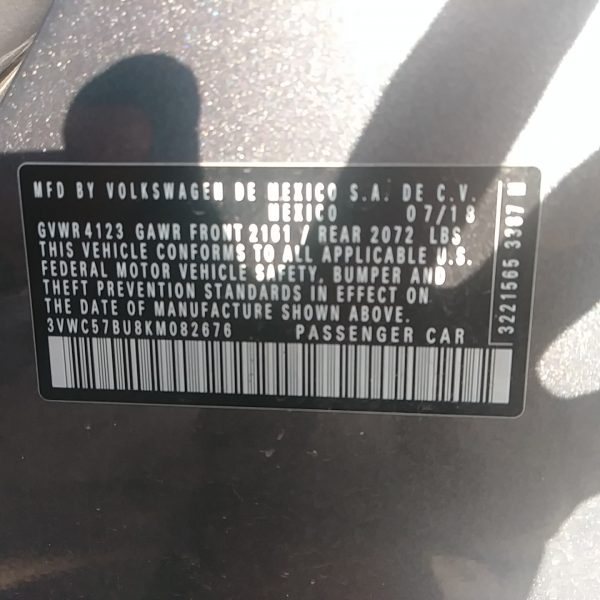 MFD BY VOLKSWAGEN DE MEXICO S.A. DE C.V.
MEXICO 07/18
GVWR 4123 GAWR FRONT 2161 / REAR 2072 LBS
THIS VEHICLE CONFORMS TO ALL APPLICABLE U.S.
FEDERAL MOTOR VEHICLE SAFETY, BUMPER AND
THEFT PREVENTION STANDARDS IN EFFECT ON
THE DATE OF MANUFACTURE SHOWN ABOVE.
3VWC57BU8KM082676 PASSENGER CAR
3221565 3387 M